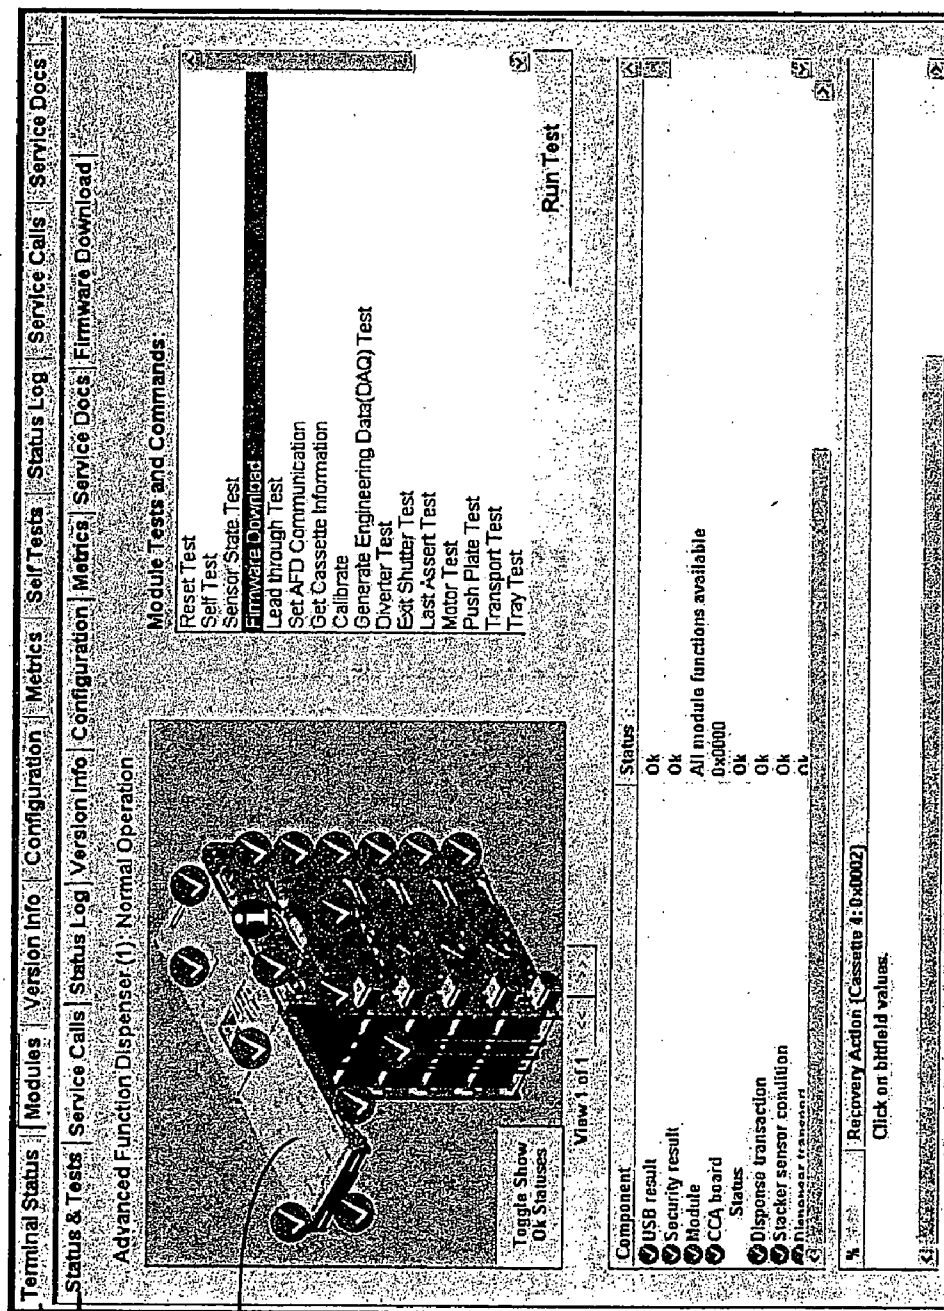 Terminal Status Modules Version Info Configuration Metrics Self Tests Status Log Service Calls Service Docs
Status & Tests Service Calls Status Log Version Info Configuration Metrics Service Docs Firmware Download
Advanced Function Dispenser (1) : Normal Operation
Toggle Show
Ok Statuses
View 1 of 1 << >>
Module Tests and Commands:
Reset Test
Self Test
Sensor State Test
Firmware Download
Lead through Test
Set AFD Communication
Get Cassette Information
Calibrate
Generate Engineering Data(DAQ) Test
Diverter Test
Exit Shutter Test
Last Assert Test
Motor Test
Push Plate Test
Transport Test
Tray Test
Run Test
Component Status
USB result Ok
Security result Ok
Module All module functions available
CCA board 0x0000
Status Ok
Dispense transaction Ok
Stacker sensor condition Ok
transport Ok
% Recovery Action [Cassette 4:0x0002]
Click on bitfield values.